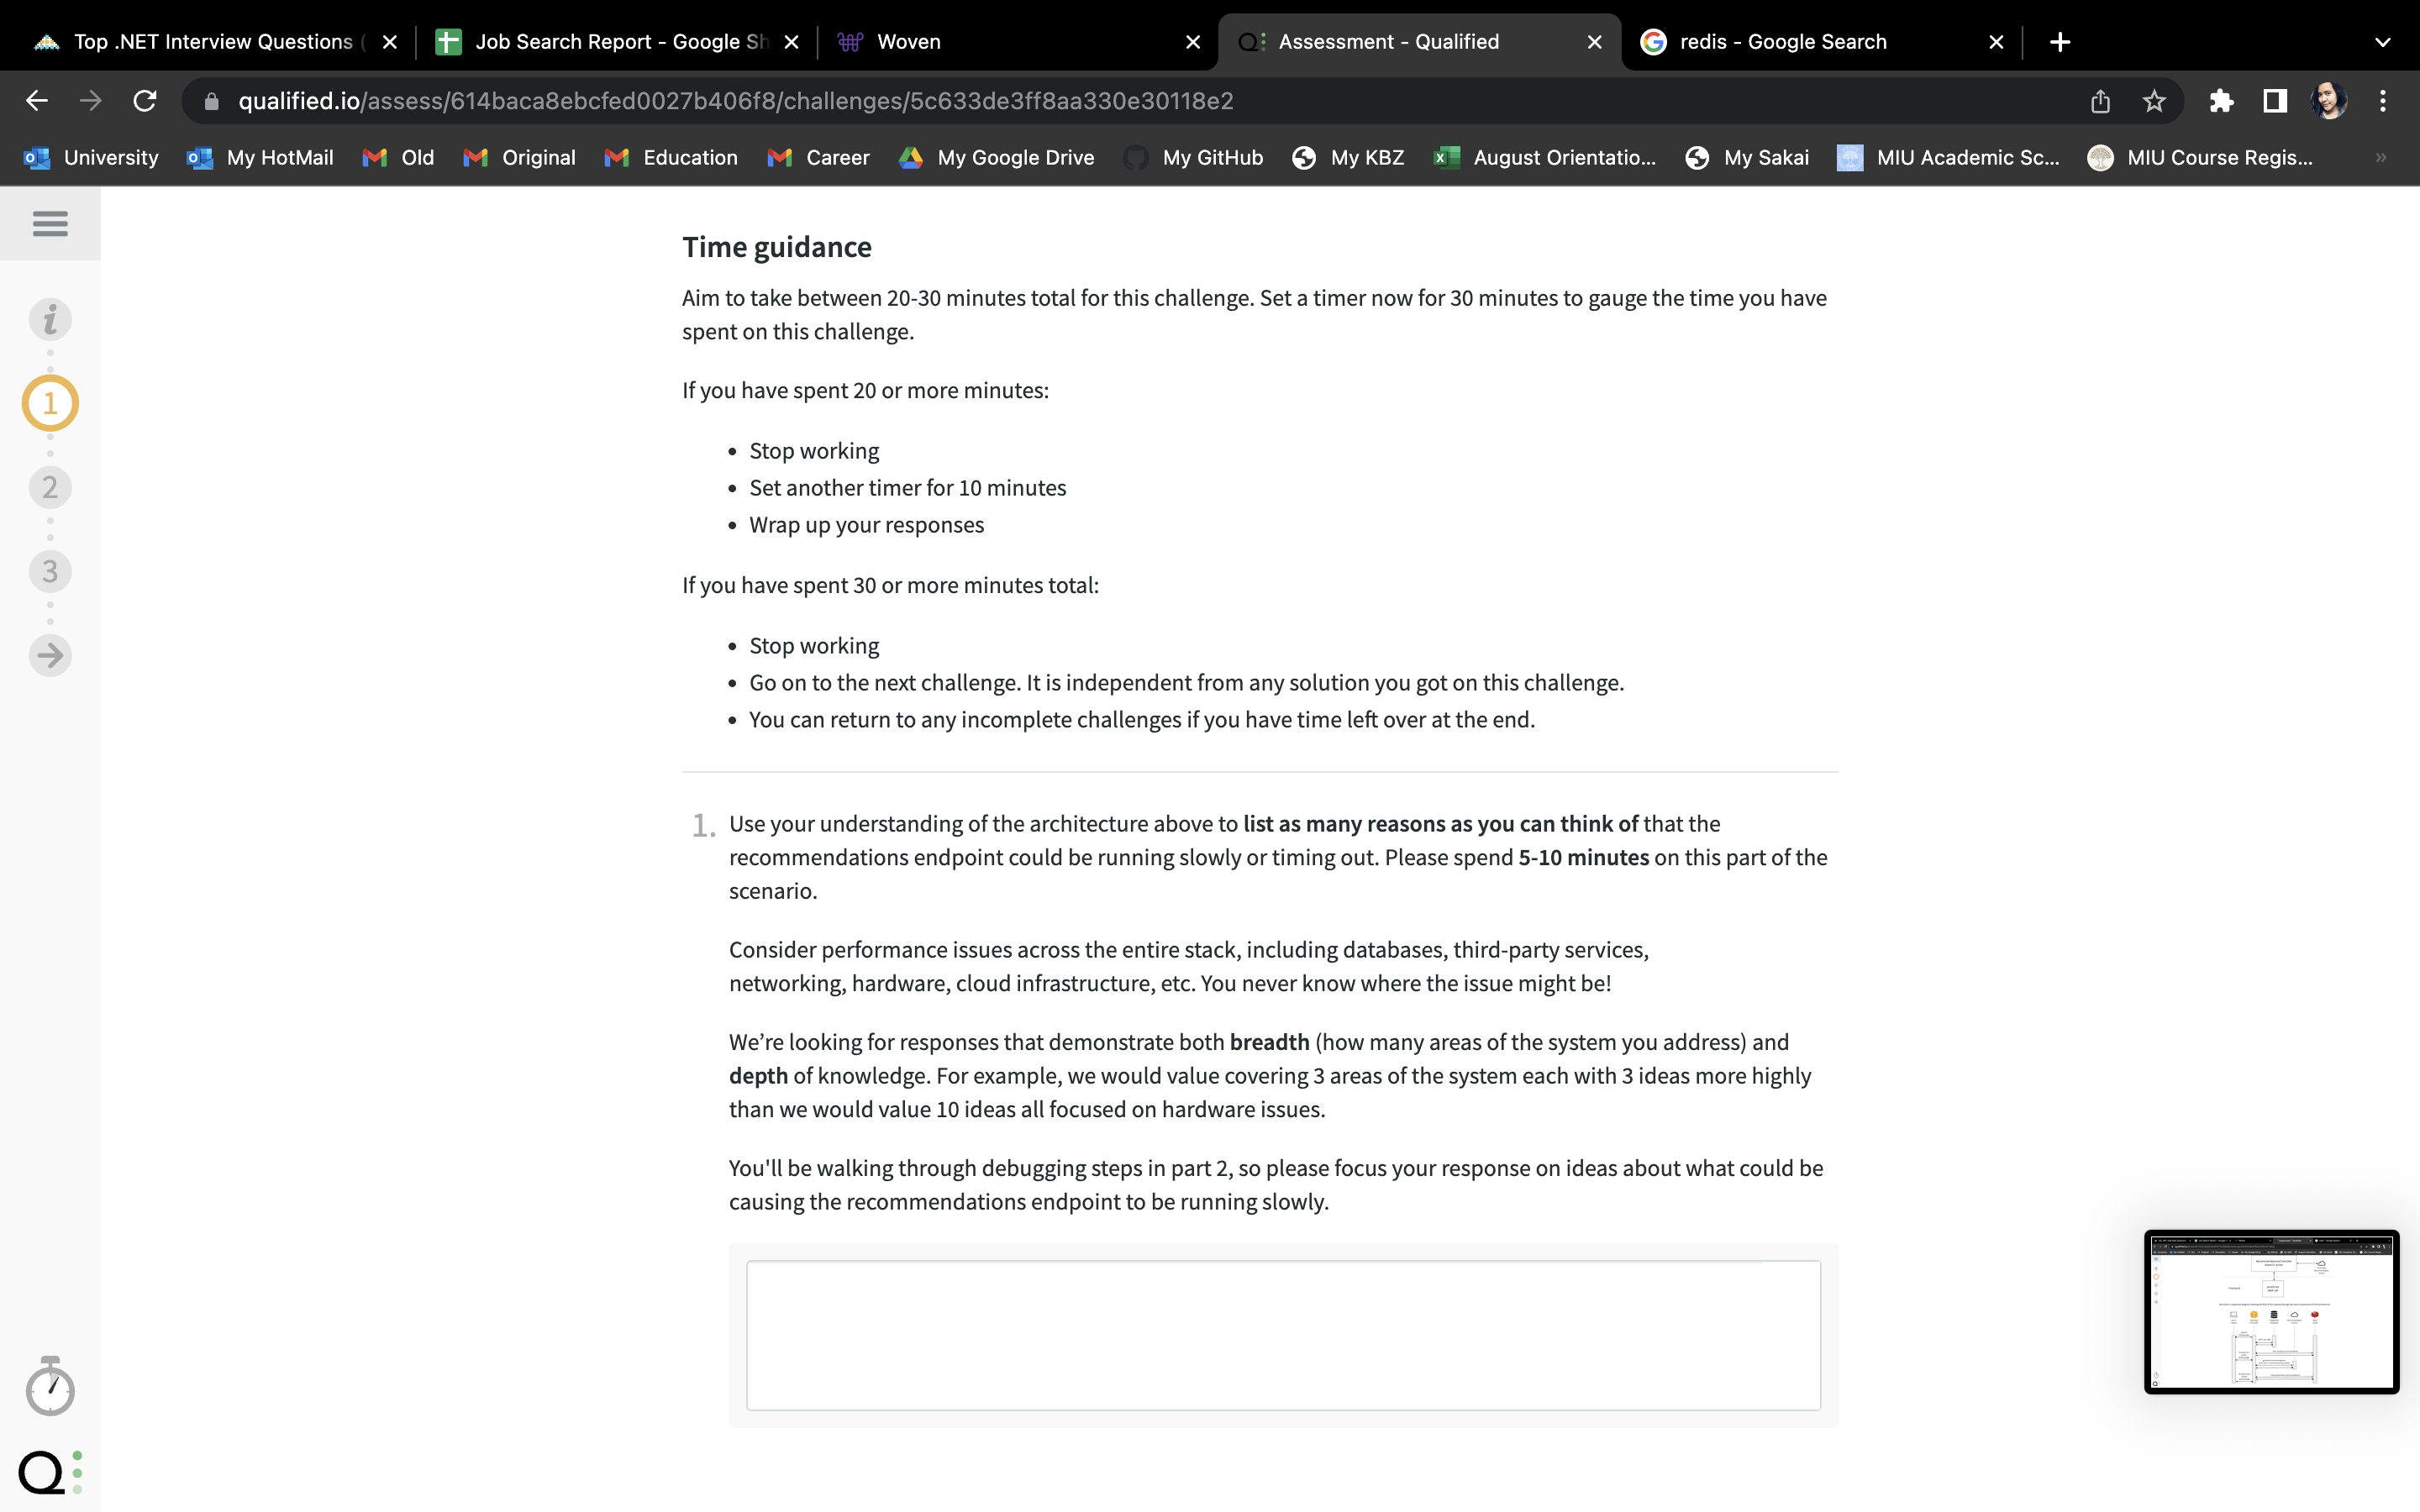 Top .NET Interview Questions (
Job Search Report - Google Sh
Woven
Assessment - Qualified
redis - Google Search
qualified.io/assess/614baca8ebcfed0027b406f8/challenges/5c633de3ff8aa330e30118e2
University
My HotMail
Old
Original
Education
Career
My Google Drive
My GitHub
My KBZ
August Orientatio...
My Sakai
MIU Academic Sc...
MIU Course Regis...
»
i
1
2
3
Time guidance
Aim to take between 20-30 minutes total for this challenge. Set a timer now for 30 minutes to gauge the time you have
spent on this challenge.
If you have spent 20 or more minutes:
• Stop working
• Set another timer for 10 minutes
• Wrap up your responses
If you have spent 30 or more minutes total:
• Stop working
• Go on to the next challenge. It is independent from any solution you got on this challenge.
• You can return to any incomplete challenges if you have time left over at the end.
1. Use your understanding of the architecture above to list as many reasons as you can think of that the
recommendations endpoint could be running slowly or timing out. Please spend 5-10 minutes on this part of the
scenario.
Consider performance issues across the entire stack, including databases, third-party services,
networking, hardware, cloud infrastructure, etc. You never know where the issue might be!
We’re looking for responses that demonstrate both breadth (how many areas of the system you address) and
depth of knowledge. For example, we would value covering 3 areas of the system each with 3 ideas more highly
than we would value 10 ideas all focused on hardware issues.
You'll be walking through debugging steps in part 2, so please focus your response on ideas about what could be
causing the recommendations endpoint to be running slowly.
Q